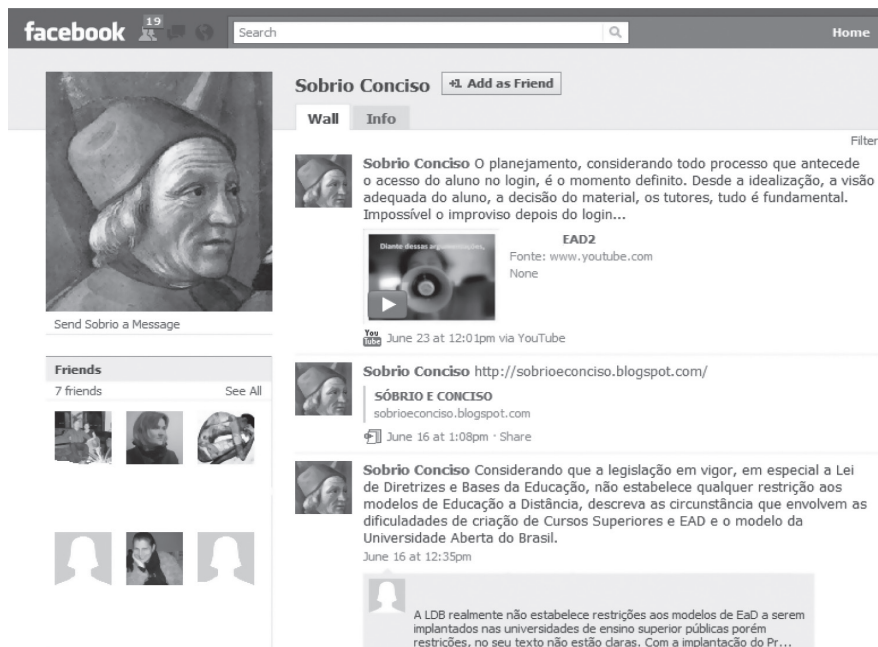 facebook
19
Search
Home
Sobrio Conciso
+1 Add as Friend
Wall
Info
Filter
Sobrio Conciso O planejamento, considerando todo processo que antecede
o acesso do aluno no login, é o momento definito. Desde a idealização, a visão
adequada do aluno, a decisão do material, os tutores, tudo é fundamental.
Impossível o improviso depois do login...
Diante dessas argumentações,
EAD2
Fonte: www.youtube.com
None
You
Tube
June 23 at 12:01pm via YouTube
Send Sobrio a Message
Friends
7 friends
See All
Sobrio Conciso http://sobrioeconciso.blogspot.com/
SÓBRIO E CONCISO
sobrioeconciso.blogspot.com
June 16 at 1:08pm · Share
Sobrio Conciso Considerando que a legislação em vigor, em especial a Lei
de Diretrizes e Bases da Educação, não estabelece qualquer restrição aos
modelos de Educação a Distância, descreva as circunstância que envolvem as
dificuladades de criação de Cursos Superiores e EAD e o modelo da
Universidade Aberta do Brasil.
June 16 at 12:35pm
A LDB realmente não estabelece restrições aos modelos de EaD a serem
implantados nas universidades de ensino superior públicas porém
restrições, no seu texto não estão claras. Com a implantação do Pr...